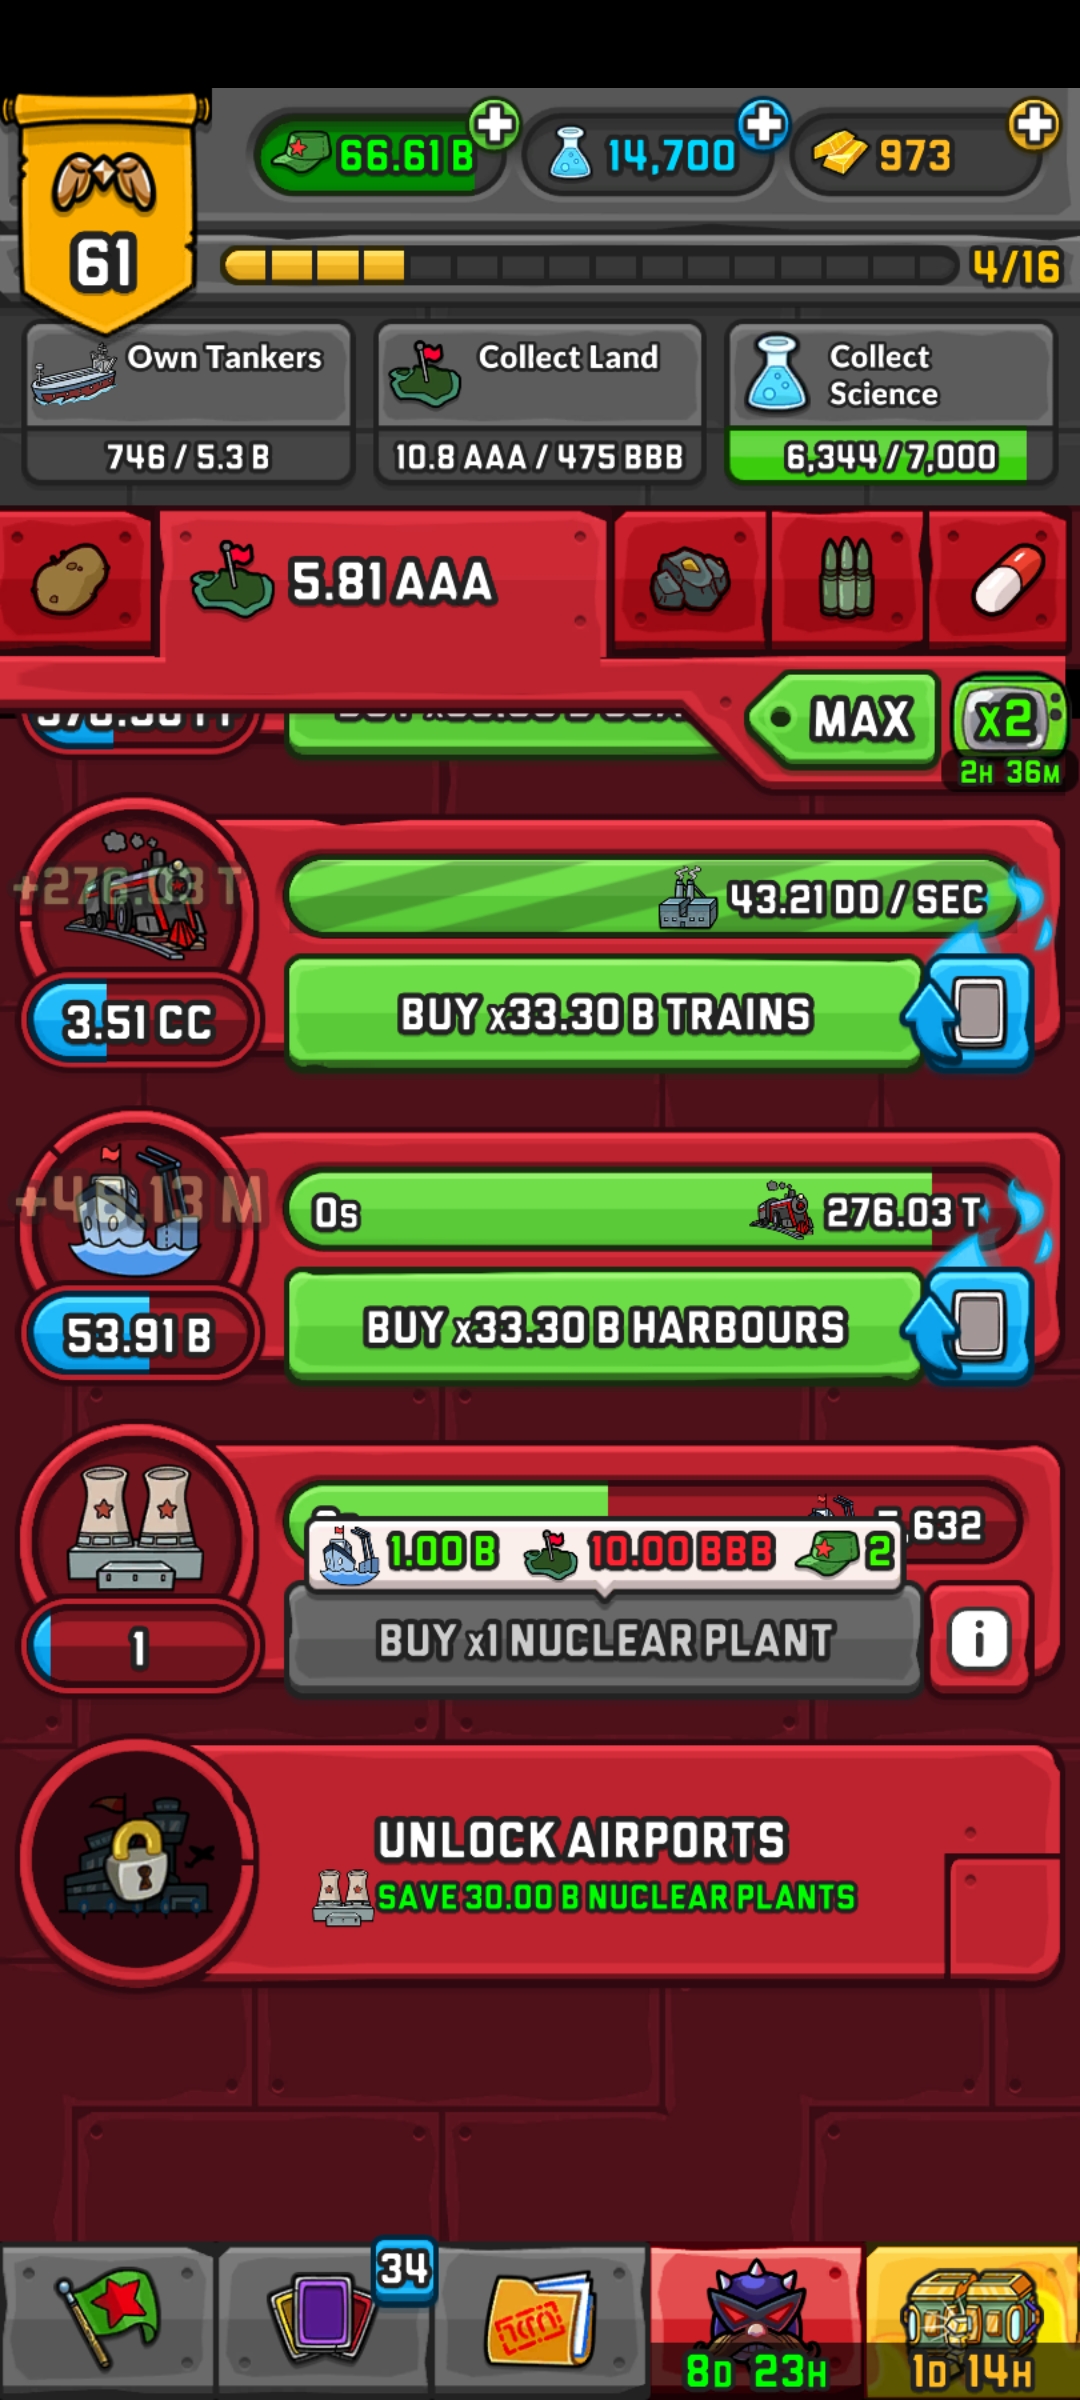 66.61 B
14,700
973
61
4/16
Own Tankers
746 / 5.3 B
Collect Land
10.8 AAA / 475 BBB
Collect
Science
6,344 / 7,000
5.81 AAA
MAX
x2
2H 36M
43.21 DD / SEC
3.51 CC
BUY x33.30 B TRAINS
0s
276.03 T
53.91 B
BUY x33.30 B HARBOURS
,632
1.00 B
10.00 BBB
2
1
BUY x1 NUCLEAR PLANT
i
UNLOCK AIRPORTS
SAVE 30.00 B NUCLEAR PLANTS
34
8D 23H
1D 14H